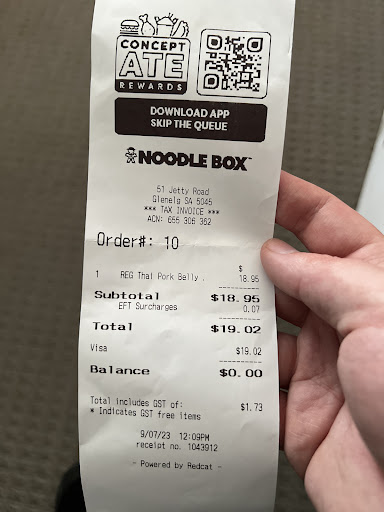 CONCEPT
ATE
REWARDS
DOWNLOAD APP
SKIP THE QUEUE
NOODLE BOX™
51 Jetty Road
Glenelg SA 5045
*** TAX INVOICE ***
ACN: 655 306 362
Order#: 10
$
1 REG Thai Pork Belly . 18.95
Subtotal $18.95
EFT Surcharges 0.07
Total $19.02
Visa $19.02
Balance $0.00
Total includes GST of: $1.73
* Indicates GST free items
9/07/23 12:09PM
receipt no. 1043912
- Powered by Redcat -